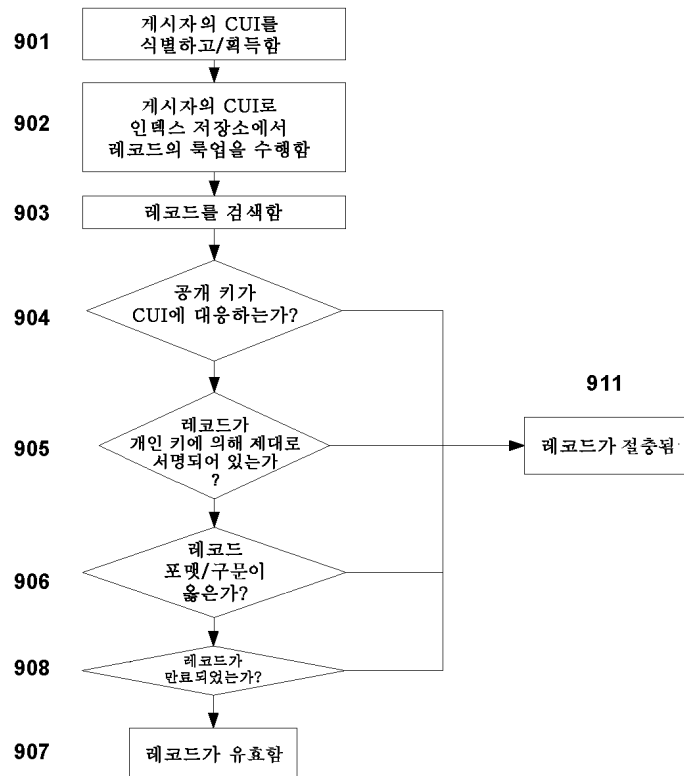 901
게시자의 CUI를
식별하고/획득함
902
게시자의 CUI로
인덱스 저장소에서
레코드의 룩업을 수행함
903
레코드를 검색함
904
공개 키가
CUI에 대응하는가?
911
905
레코드가
개인 키에 의해 제대로
서명되어 있는가
?
레코드가 절충됨
906
레코드
포맷/구문이
옳은가?
908
레코드가
만료되었는가?
907
레코드가 유효함